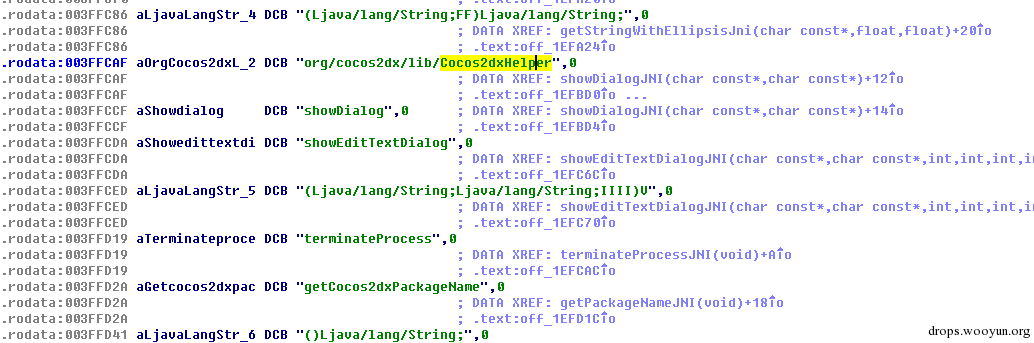 .rodata:003FFC86 aLjavaLangStr_4 DCB "(Ljava/lang/String;FF)Ljava/lang/String;",0
.rodata:003FFC86 ; DATA XREF: getStringWithEllipsisJni(char const*,float,float)+20↑o
.rodata:003FFC86 ; .text:off_1EFA24↑o
.rodata:003FFCAF aOrgCocos2dxL_2 DCB "org/cocos2dx/lib/Cocos2dxHelper",0
.rodata:003FFCAF ; DATA XREF: showDialogJNI(char const*,char const*)+12↑o
.rodata:003FFCAF ; .text:off_1EFBD0↑o ...
.rodata:003FFCCF aShowdialog DCB "showDialog",0 ; DATA XREF: showDialogJNI(char const*,char const*)+14↑o
.rodata:003FFCCF ; .text:off_1EFBD4↑o
.rodata:003FFCDA aShowedittextdi DCB "showEditTextDialog",0
.rodata:003FFCDA ; DATA XREF: showEditTextDialogJNI(char const*,char const*,int,int,int,i
.rodata:003FFCDA ; .text:off_1EFC6C↑o
.rodata:003FFCED aLjavaLangStr_5 DCB "(Ljava/lang/String;Ljava/lang/String;IIII)V",0
.rodata:003FFCED ; DATA XREF: showEditTextDialogJNI(char const*,char const*,int,int,int,i
.rodata:003FFCED ; .text:off_1EFC70↑o
.rodata:003FFD19 aTerminateproce DCB "terminateProcess",0
.rodata:003FFD19 ; DATA XREF: terminateProcessJNI(void)+A↑o
.rodata:003FFD19 ; .text:off_1EFCAC↑o
.rodata:003FFD2A aGetcocos2dxpac DCB "getCocos2dxPackageName",0
.rodata:003FFD2A ; DATA XREF: getPackageNameJNI(void)+18↑o
.rodata:003FFD2A ; .text:off_1EFD1C↑o
.rodata:003FFD41 aLjavaLangStr_6 DCB "()Ljava/lang/String;",0
drops.wooyun.org